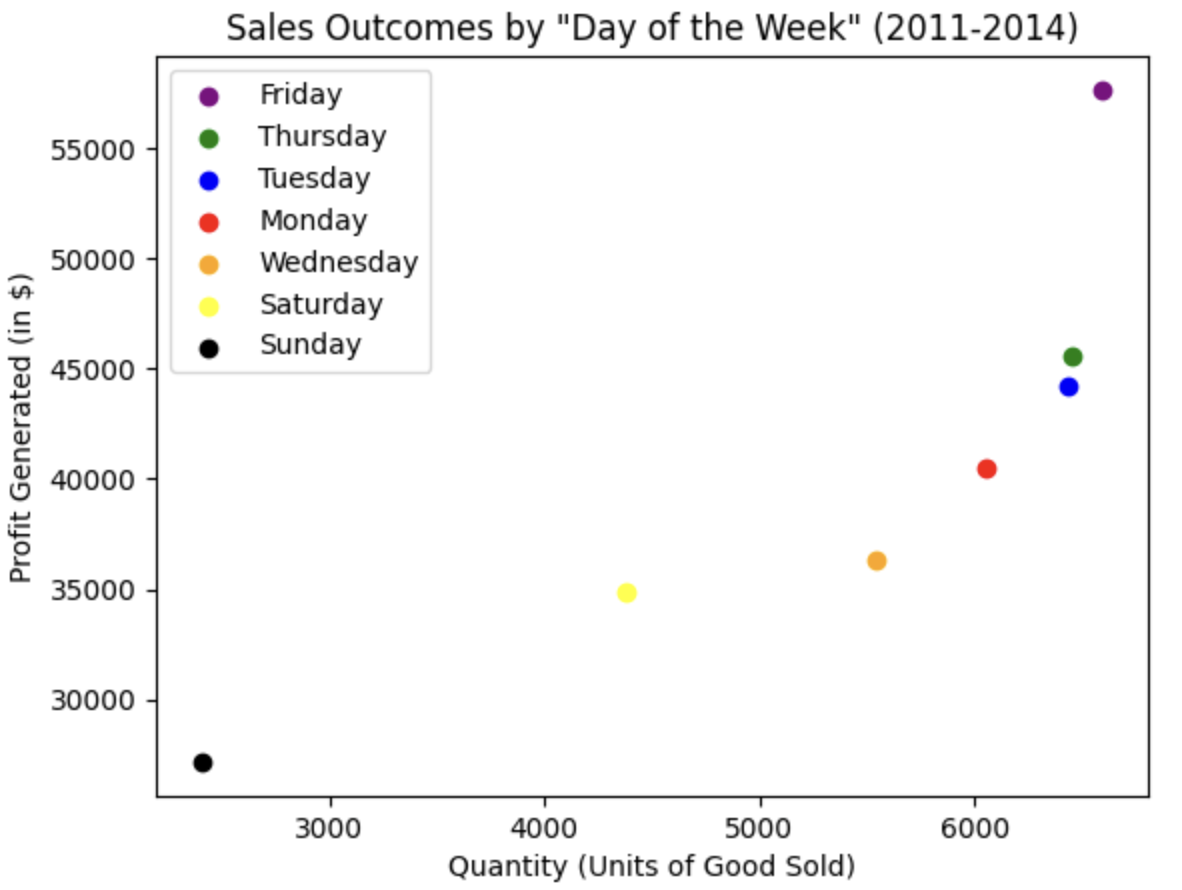 Sales Outcomes by "Day of the Week" (2011-2014)
Friday
Thursday
Tuesday
Monday
Wednesday
Saturday
Sunday
Profit Generated (in $)
55000
50000
45000
40000
35000
30000
3000 4000 5000 6000
Quantity (Units of Good Sold)